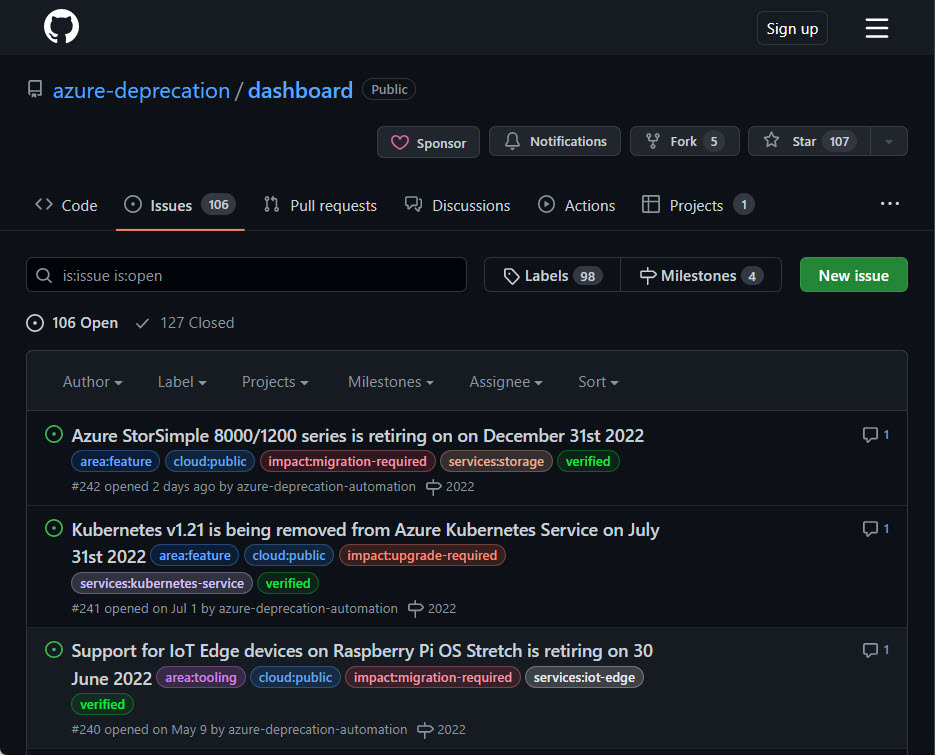 Sign up
azure-deprecation / dashboard Public
Sponsor Notifications Fork 5 Star 107
Code Issues 106 Pull requests Discussions Actions Projects 1 ...
is:issue is:open Labels 98 Milestones 4 New issue
106 Open 127 Closed
Author Label Projects Milestones Assignee Sort
Azure StorSimple 8000/1200 series is retiring on on December 31st 2022 1
area:feature cloud:public impact:migration-required services:storage verified
#242 opened 2 days ago by azure-deprecation-automation 2022
Kubernetes v1.21 is being removed from Azure Kubernetes Service on July 1
31st 2022 area:feature cloud:public impact:upgrade-required
services:kubernetes-service verified
#241 opened on Jul 1 by azure-deprecation-automation 2022
Support for IoT Edge devices on Raspberry Pi OS Stretch is retiring on 30 1
June 2022 area:tooling cloud:public impact:migration-required services:iot-edge
verified
#240 opened on May 9 by azure-deprecation-automation 2022